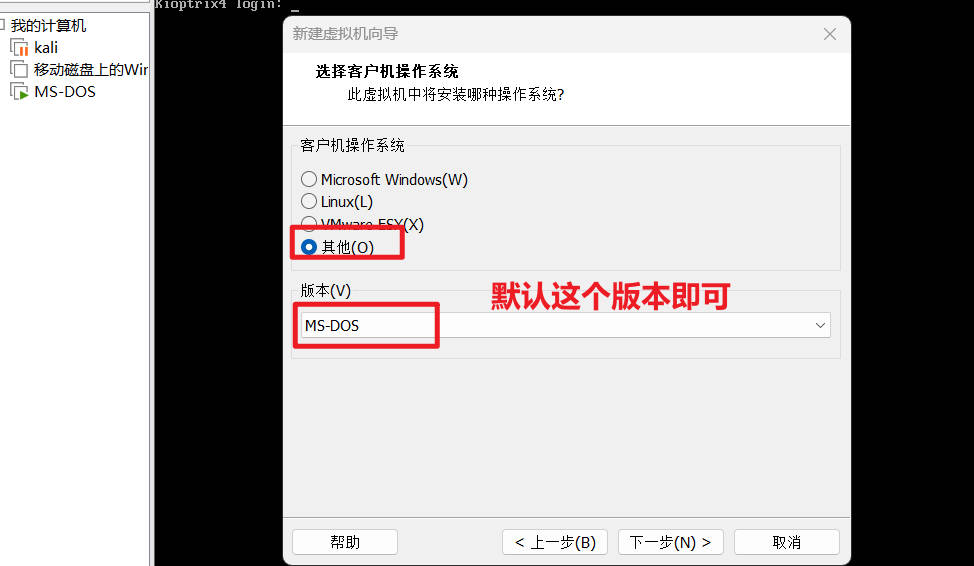 Kioptrix4 login: _
我的计算机
kali
移动磁盘上的Wir
MS-DOS
新建虚拟机向导
选择客户机操作系统
此虚拟机中将安装哪种操作系统?
客户机操作系统
Microsoft Windows(W)
Linux(L)
VMware ESX(X)
其他(O)
版本(V)
默认这个版本即可
MS-DOS
帮助
< 上一步(B)
下一步(N) >
取消